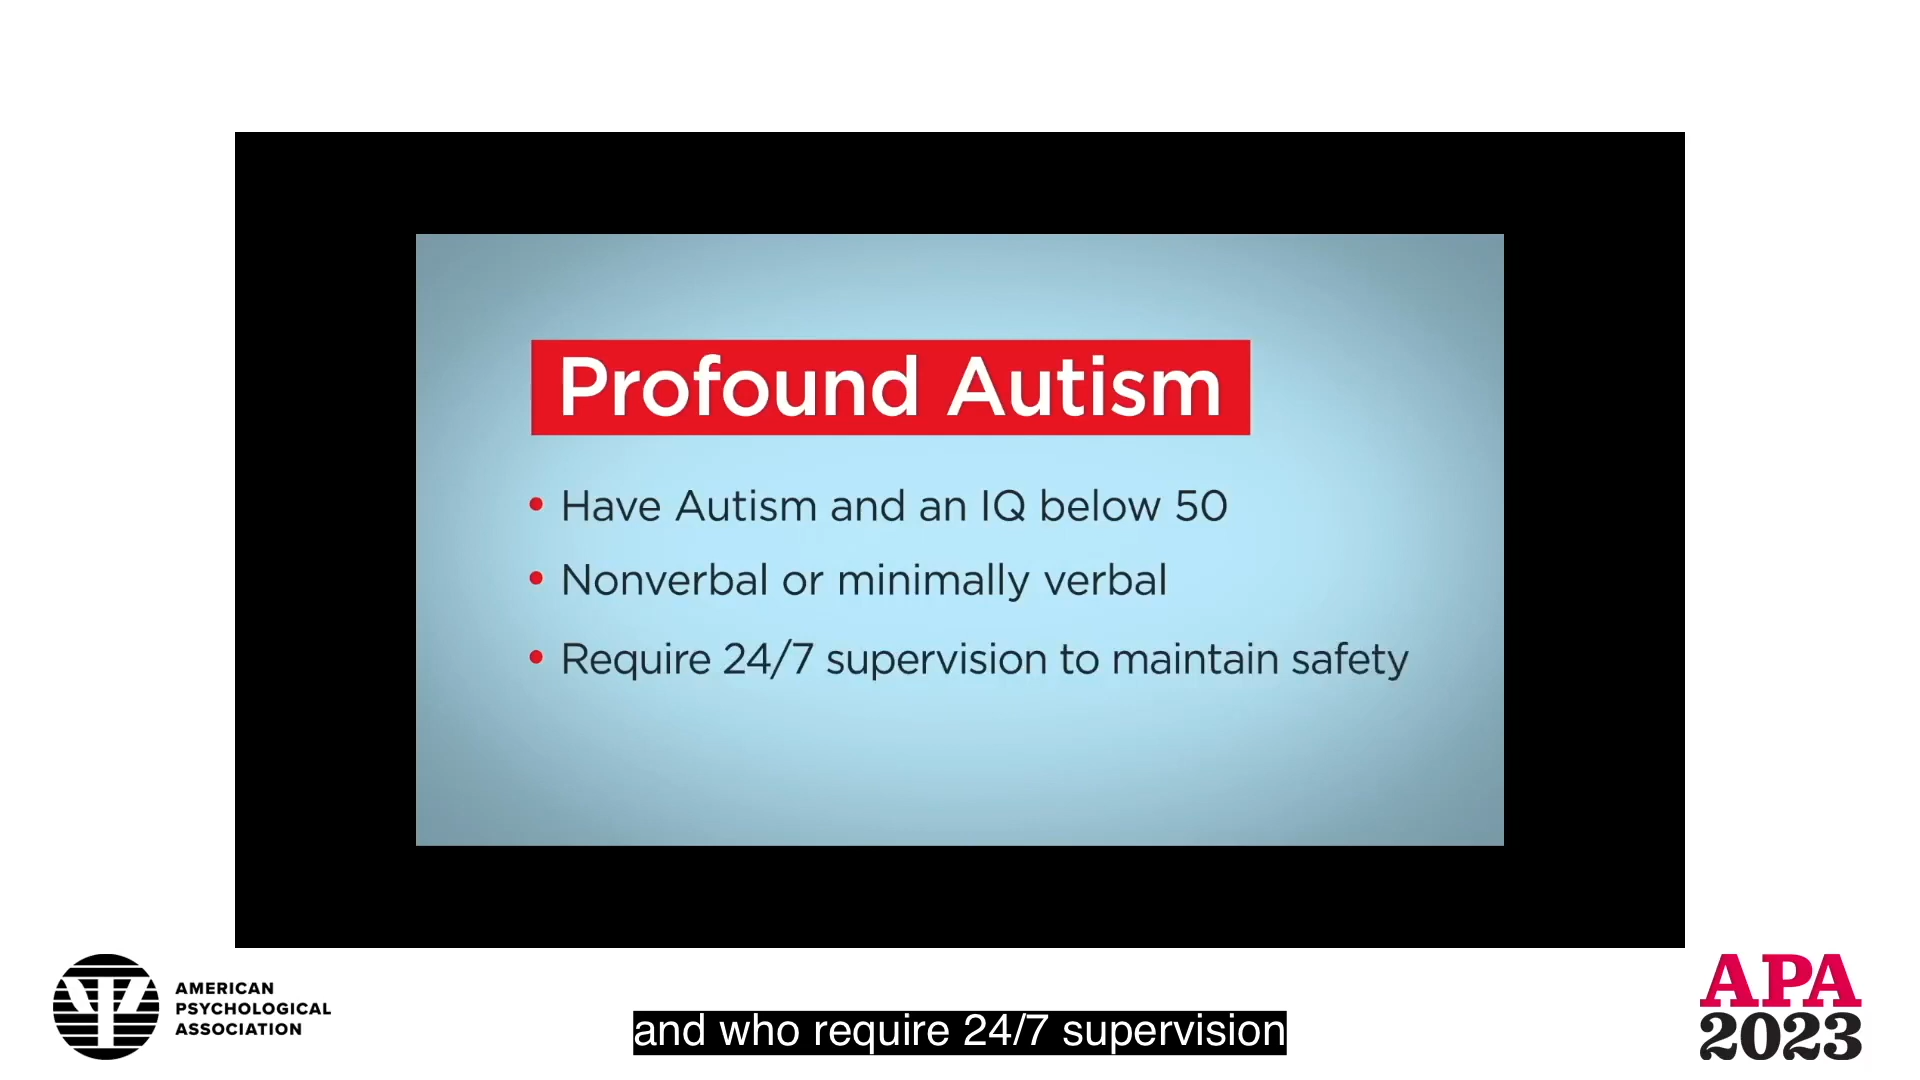 Profound Autism
• Have Autism and an IQ below 50
• Nonverbal or minimally verbal
• Require 24/7 supervision to maintain safety
AMERICAN
PSYCHOLOGICAL
ASSOCIATION
and who require 24/7 supervision
APA
2023